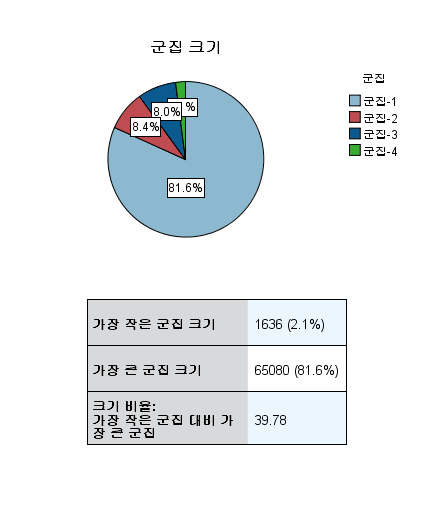 군집 크기
군집
군집-1
군집-2
군집-3
군집-4
%
8.0%
8.4%
81.6%
가장 작은 군집 크기 1636 (2.1%)
가장 큰 군집 크기 65080 (81.6%)
크기 비율:
가장 작은 군집 대비 가
장 큰 군집 39.78